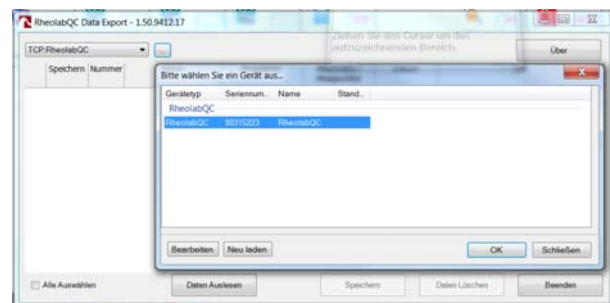 RheolabQC Data Export - 1.50.9412.17
Ziehen Sie den Cursor um den
aufzuzeichnenden Bereich.
TCP:RheolabQC
...
Über
Speichern Nummer
Bitte wählen Sie ein Gerät aus...
Gerätetyp Seriennum.. Name Stand..
RheolabQC
RheolabQC 80315223 RheolabQC
Bearbeiten Neu laden OK Schließen
Alle Auswählen Daten Auslesen Speichern Daten Löschen Beenden